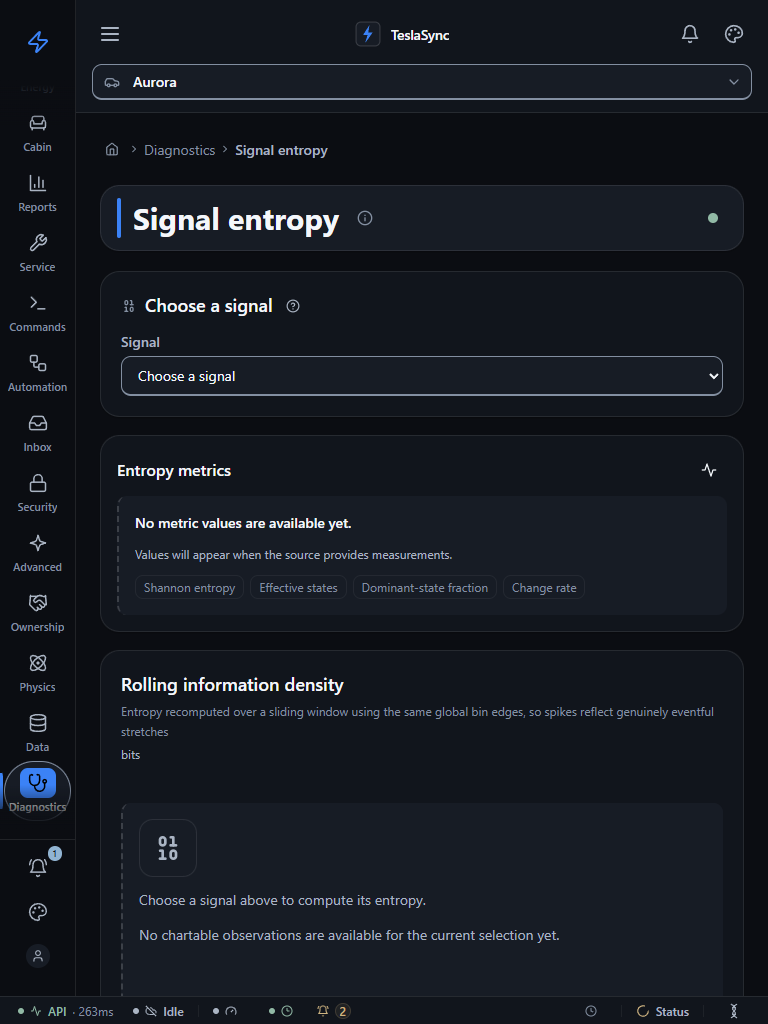 TeslaSync
Aurora
Energy
Cabin
Reports
Service
Commands
Automation
Inbox
Security
Advanced
Ownership
Physics
Data
Diagnostics
1
Diagnostics
Signal entropy
Signal entropy
01
10
Choose a signal
Signal
Choose a signal
Entropy metrics
No metric values are available yet.
Values will appear when the source provides measurements.
Shannon entropy
Effective states
Dominant-state fraction
Change rate
Rolling information density
Entropy recomputed over a sliding window using the same global bin edges, so spikes reflect genuinely eventful
stretches
bits
01
10
Choose a signal above to compute its entropy.
No chartable observations are available for the current selection yet.
API · 263ms
Idle
2
Status